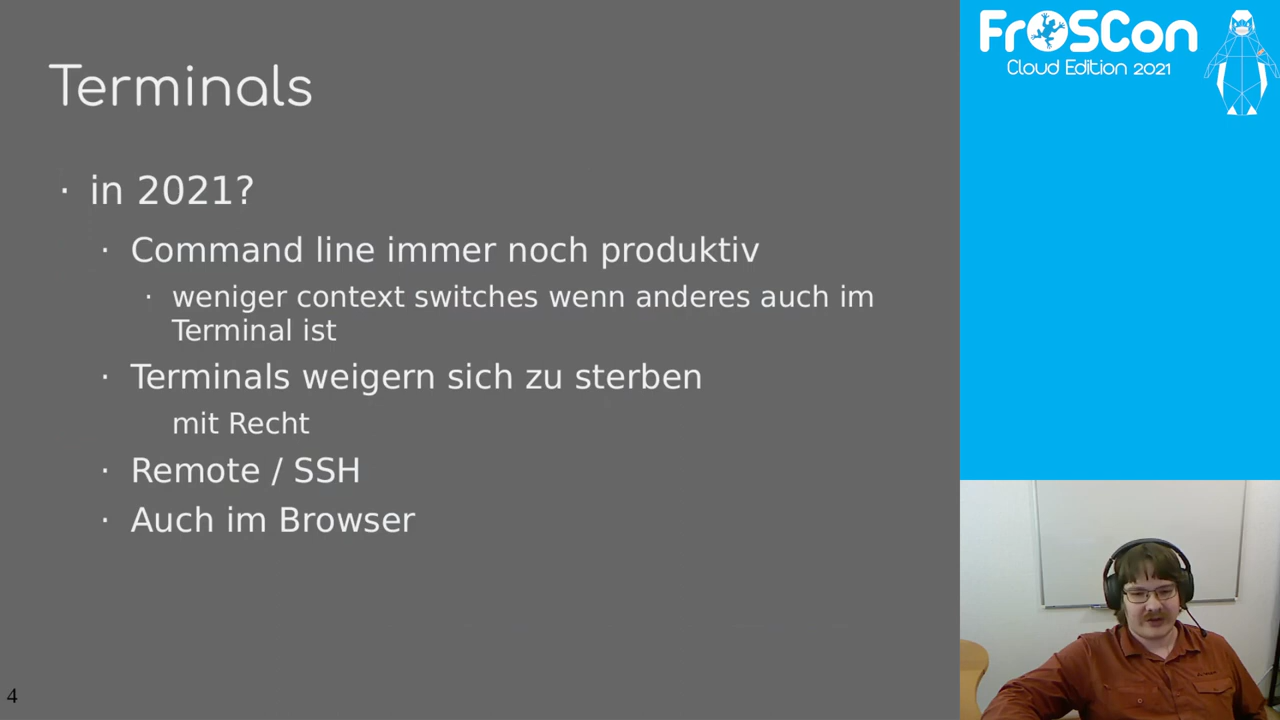 Terminals
· in 2021?
· Command line immer noch produktiv
· weniger context switches wenn anderes auch im
Terminal ist
· Terminals weigern sich zu sterben
mit Recht
· Remote / SSH
· Auch im Browser
4
FrOSCon
Cloud Edition 2021